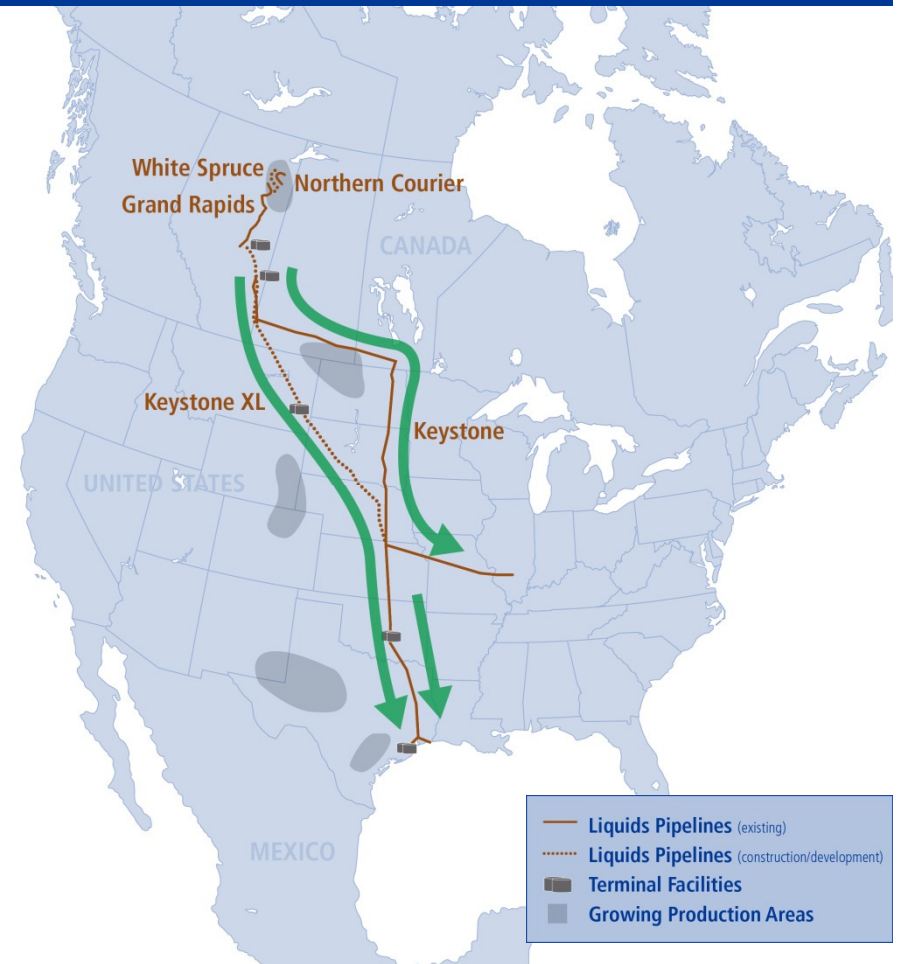 White Spruce
Northern Courier
Grand Rapids
CANADA
Keystone XL
Keystone
UNITED STATES
MEXICO
Liquids Pipelines (existing)
Liquids Pipelines (construction/development)
Terminal Facilities
Growing Production Areas